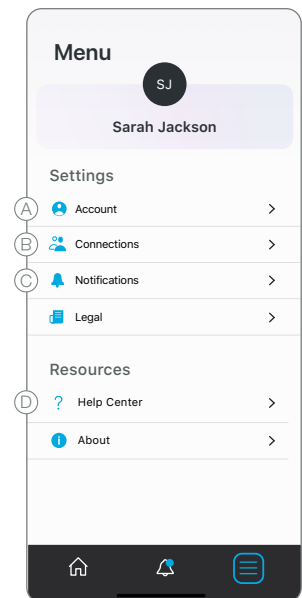 Menu
SJ
Sarah Jackson
Settings
A Account
B Connections
C Notifications
Legal
Resources
D ? Help Center
i About